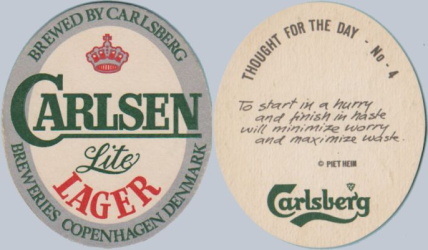 BREWED BY CARLSBERG
CARLSEN
Lite
LAGER
BREWERIES COPENHAGEN DENMARK
THOUGHT FOR THE DAY - No - 4
To start in a hurry
and finish in haste
will minimize worry
and maximize waste.
© PIET HEIN
Carlsberg